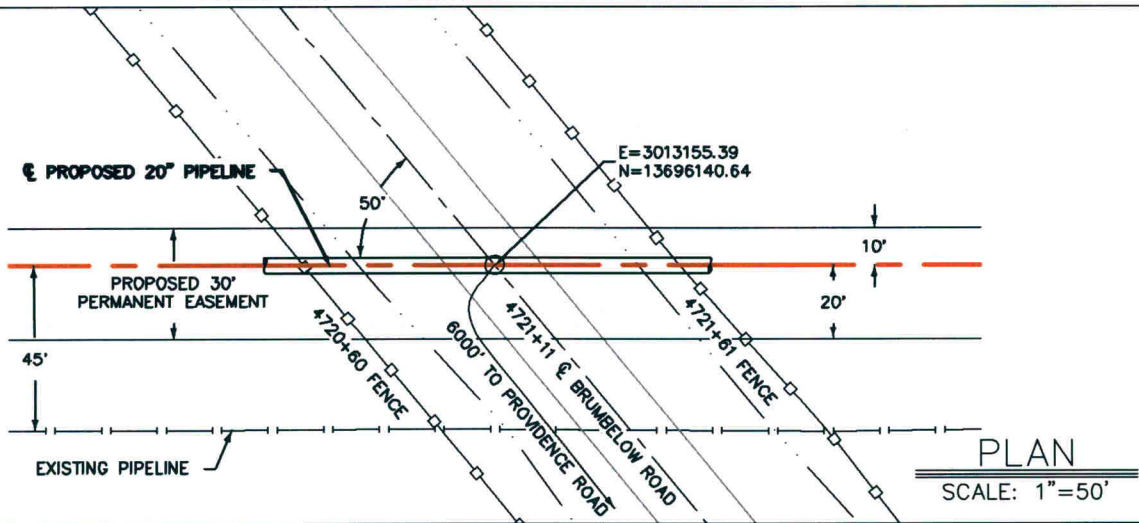 E=3013155.39
N=13696140.64
℄ PROPOSED 20" PIPELINE
50'
10'
PROPOSED 30'
PERMANENT EASEMENT
20'
45'
4720+60 FENCE
6000' TO PROVIDENCE ROAD
4721+11 ℄ BRUMBELOW ROAD
4721+61 FENCE
EXISTING PIPELINE
PLAN
SCALE: 1"=50'